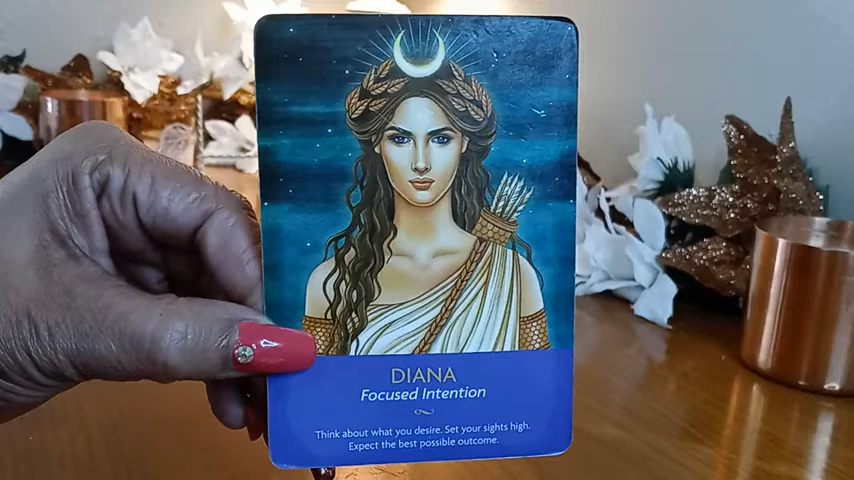 DIANA
Focused Intention
Think about what you desire. Set your sights high.
Expect the best possible outcome.